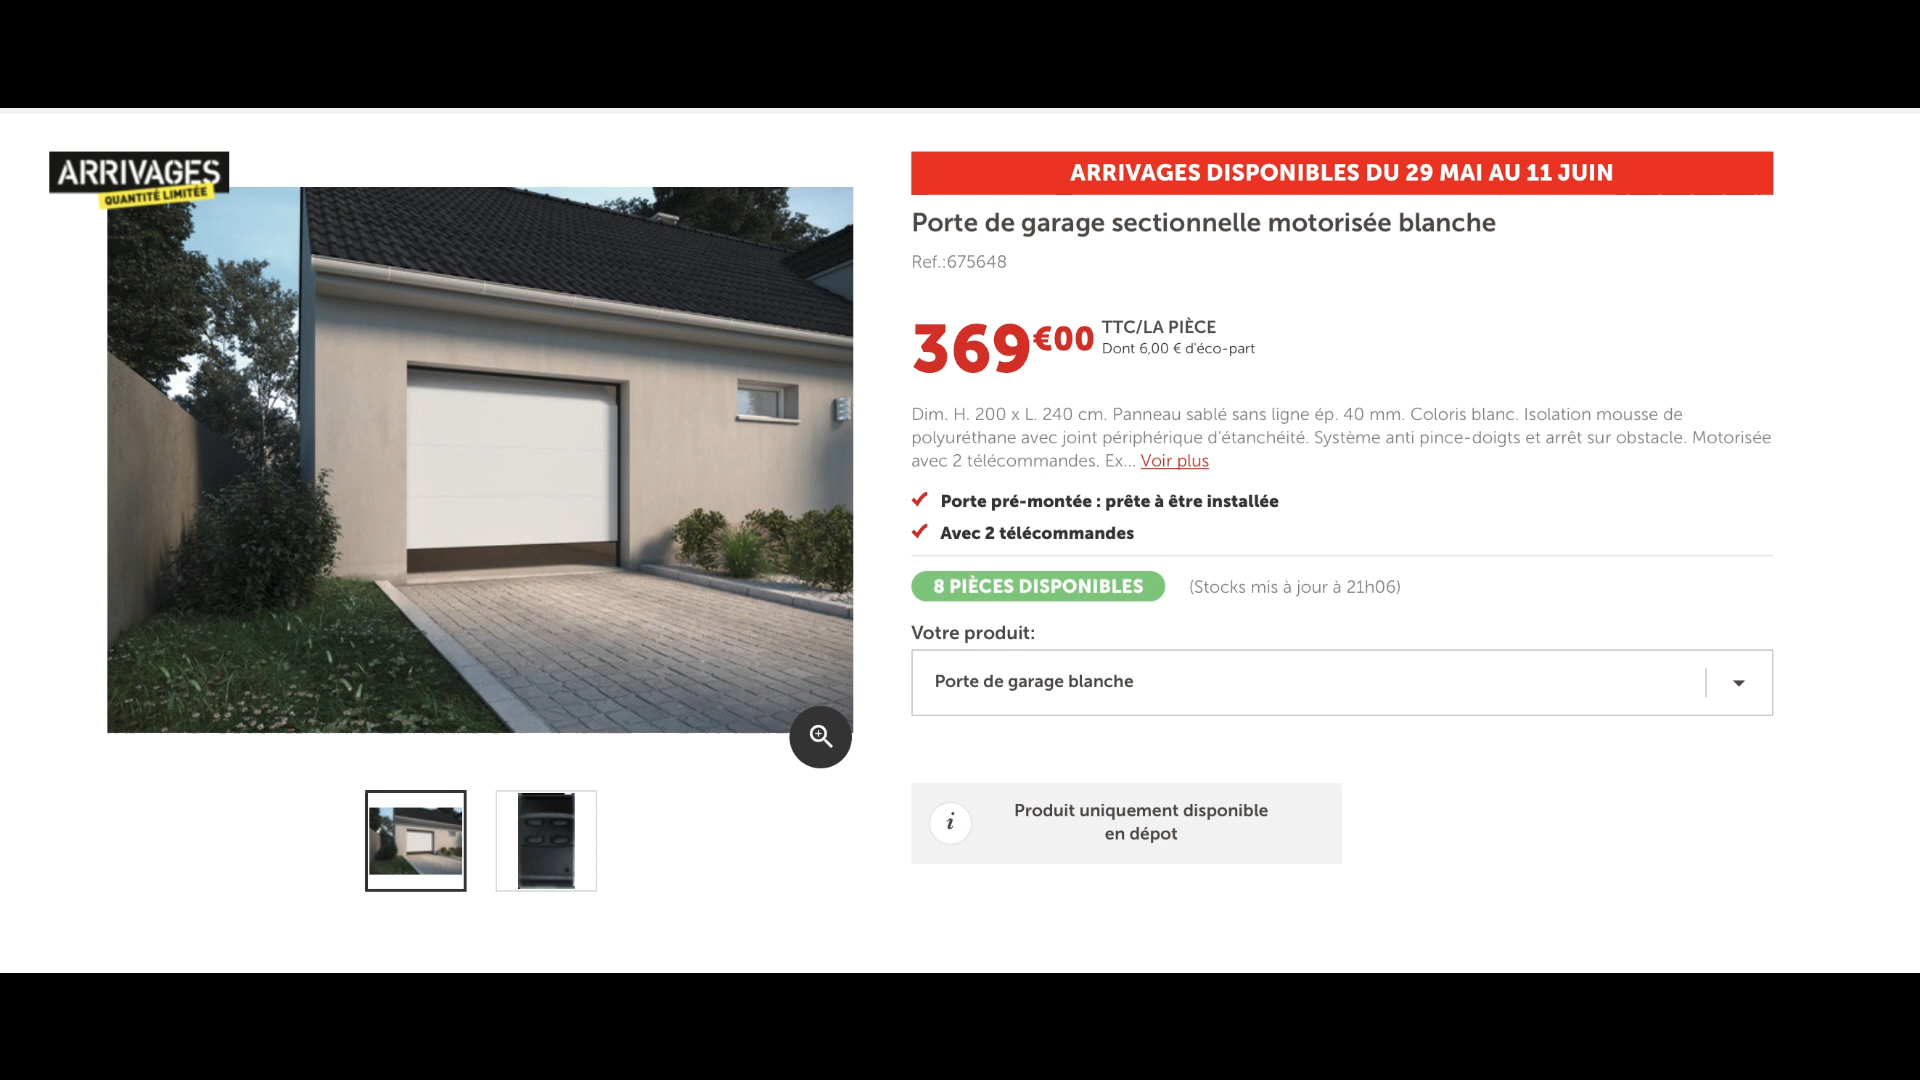 ARRIVAGES
QUANTITÉ LIMITÉE
ARRIVAGES DISPONIBLES DU 29 MAI AU 11 JUIN
Porte de garage sectionnelle motorisée blanche
Ref.:675648
369€00 TTC/LA PIÈCE
Dont 6,00 € d'éco-part
Dim. H. 200 x L. 240 cm. Panneau sablé sans ligne ép. 40 mm. Coloris blanc. Isolation mousse de
polyuréthane avec joint périphérique d'étanchéité. Système anti pince-doigts et arrêt sur obstacle. Motorisée
avec 2 télécommandes. Ex... Voir plus
Porte pré-montée : prête à être installée
Avec 2 télécommandes
8 PIÈCES DISPONIBLES (Stocks mis à jour à 21h06)
Votre produit:
Porte de garage blanche
i
Produit uniquement disponible
en dépot